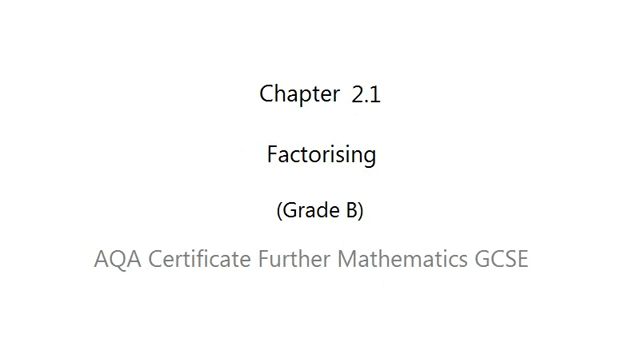 Chapter 2.1
Factorising
(Grade B)
AQA Certificate Further Mathematics GCSE